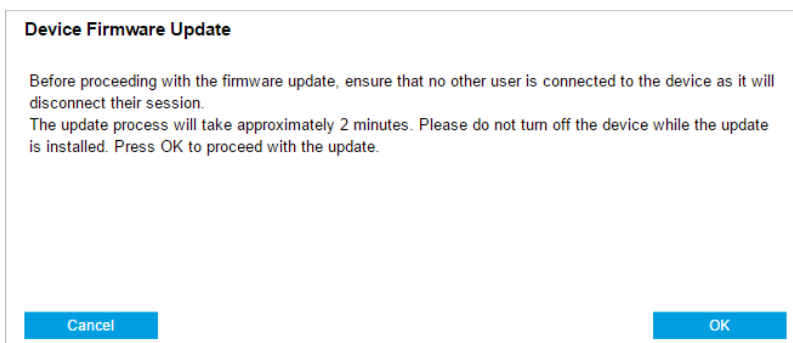 Device Firmware Update
Before proceeding with the firmware update, ensure that no other user is connected to the device as it will
disconnect their session.
The update process will take approximately 2 minutes. Please do not turn off the device while the update
is installed. Press OK to proceed with the update.
Cancel
OK